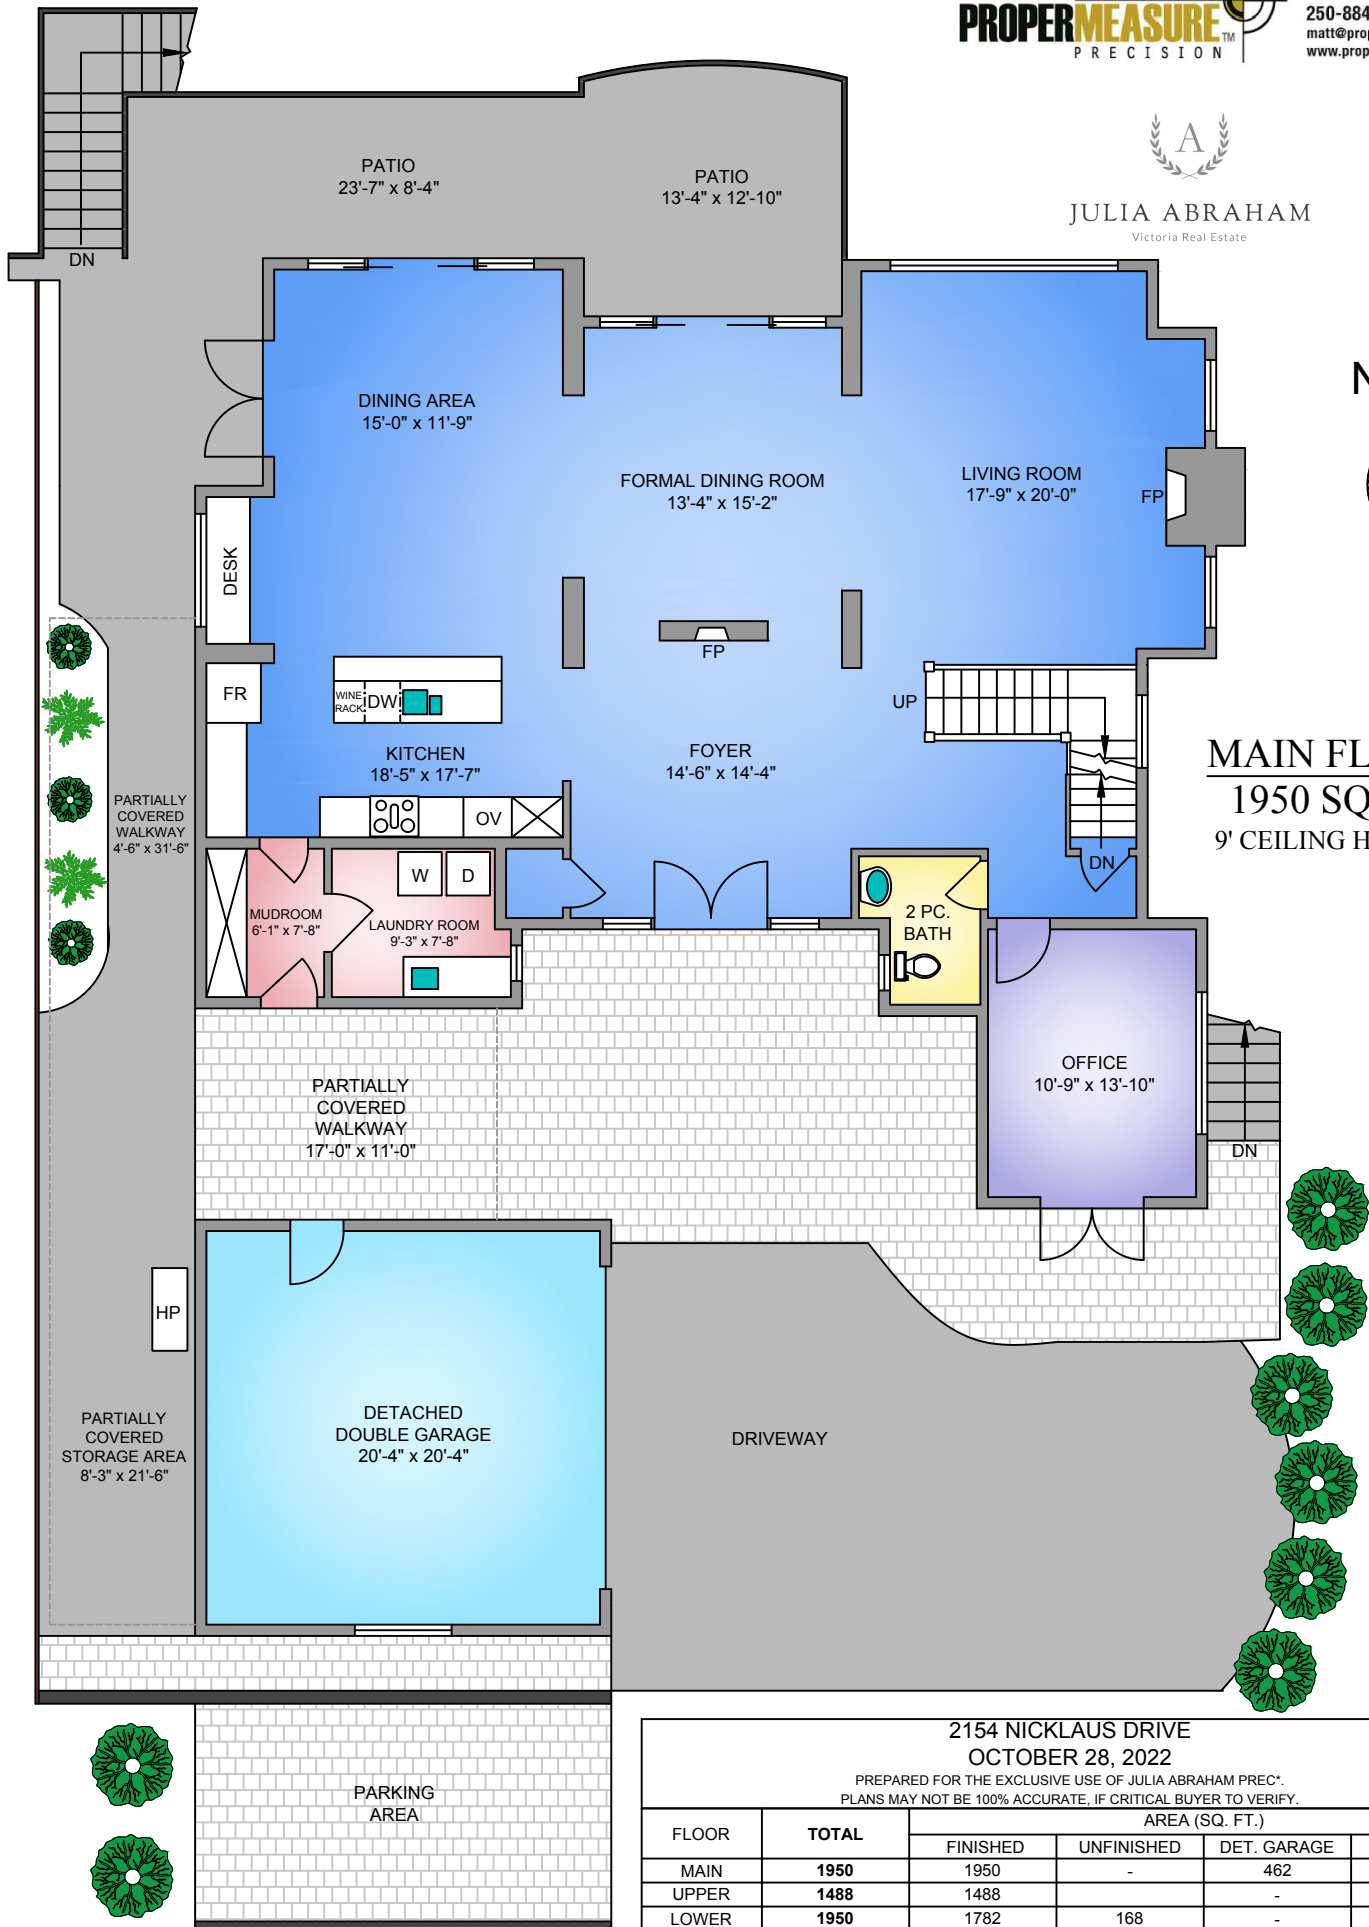 PROPERMEASURE™
PRECISION
250-884
matt@prop
www.prop
A
JULIA ABRAHAM
Victoria Real Estate
PATIO
23'-7" x 8'-4"
PATIO
13'-4" x 12'-10"
DN
N
DINING AREA
15'-0" x 11'-9"
FORMAL DINING ROOM
13'-4" x 15'-2"
LIVING ROOM
17'-9" x 20'-0"
FP
DESK
FP
FR
WINE
RACK
DW
UP
KITCHEN
18'-5" x 17'-7"
FOYER
14'-6" x 14'-4"
MAIN FL
1950 SQ
9' CEILING H
PARTIALLY
COVERED
WALKWAY
4'-6" x 31'-6"
OV
DN
W
D
MUDROOM
6'-1" x 7'-8"
LAUNDRY ROOM
9'-3" x 7'-8"
2 PC.
BATH
OFFICE
10'-9" x 13'-10"
PARTIALLY
COVERED
WALKWAY
17'-0" x 11'-0"
DN
HP
PARTIALLY
COVERED
STORAGE AREA
8'-3" x 21'-6"
DETACHED
DOUBLE GARAGE
20'-4" x 20'-4"
DRIVEWAY
PARKING
AREA
2154 NICKLAUS DRIVE
OCTOBER 28, 2022
PREPARED FOR THE EXCLUSIVE USE OF JULIA ABRAHAM PREC*.
PLANS MAY NOT BE 100% ACCURATE, IF CRITICAL BUYER TO VERIFY.
FLOOR TOTAL AREA (SQ. FT.)
FINISHED UNFINISHED DET. GARAGE
MAIN 1950 1950 - 462
UPPER 1488 1488 -
LOWER 1950 1782 168 -